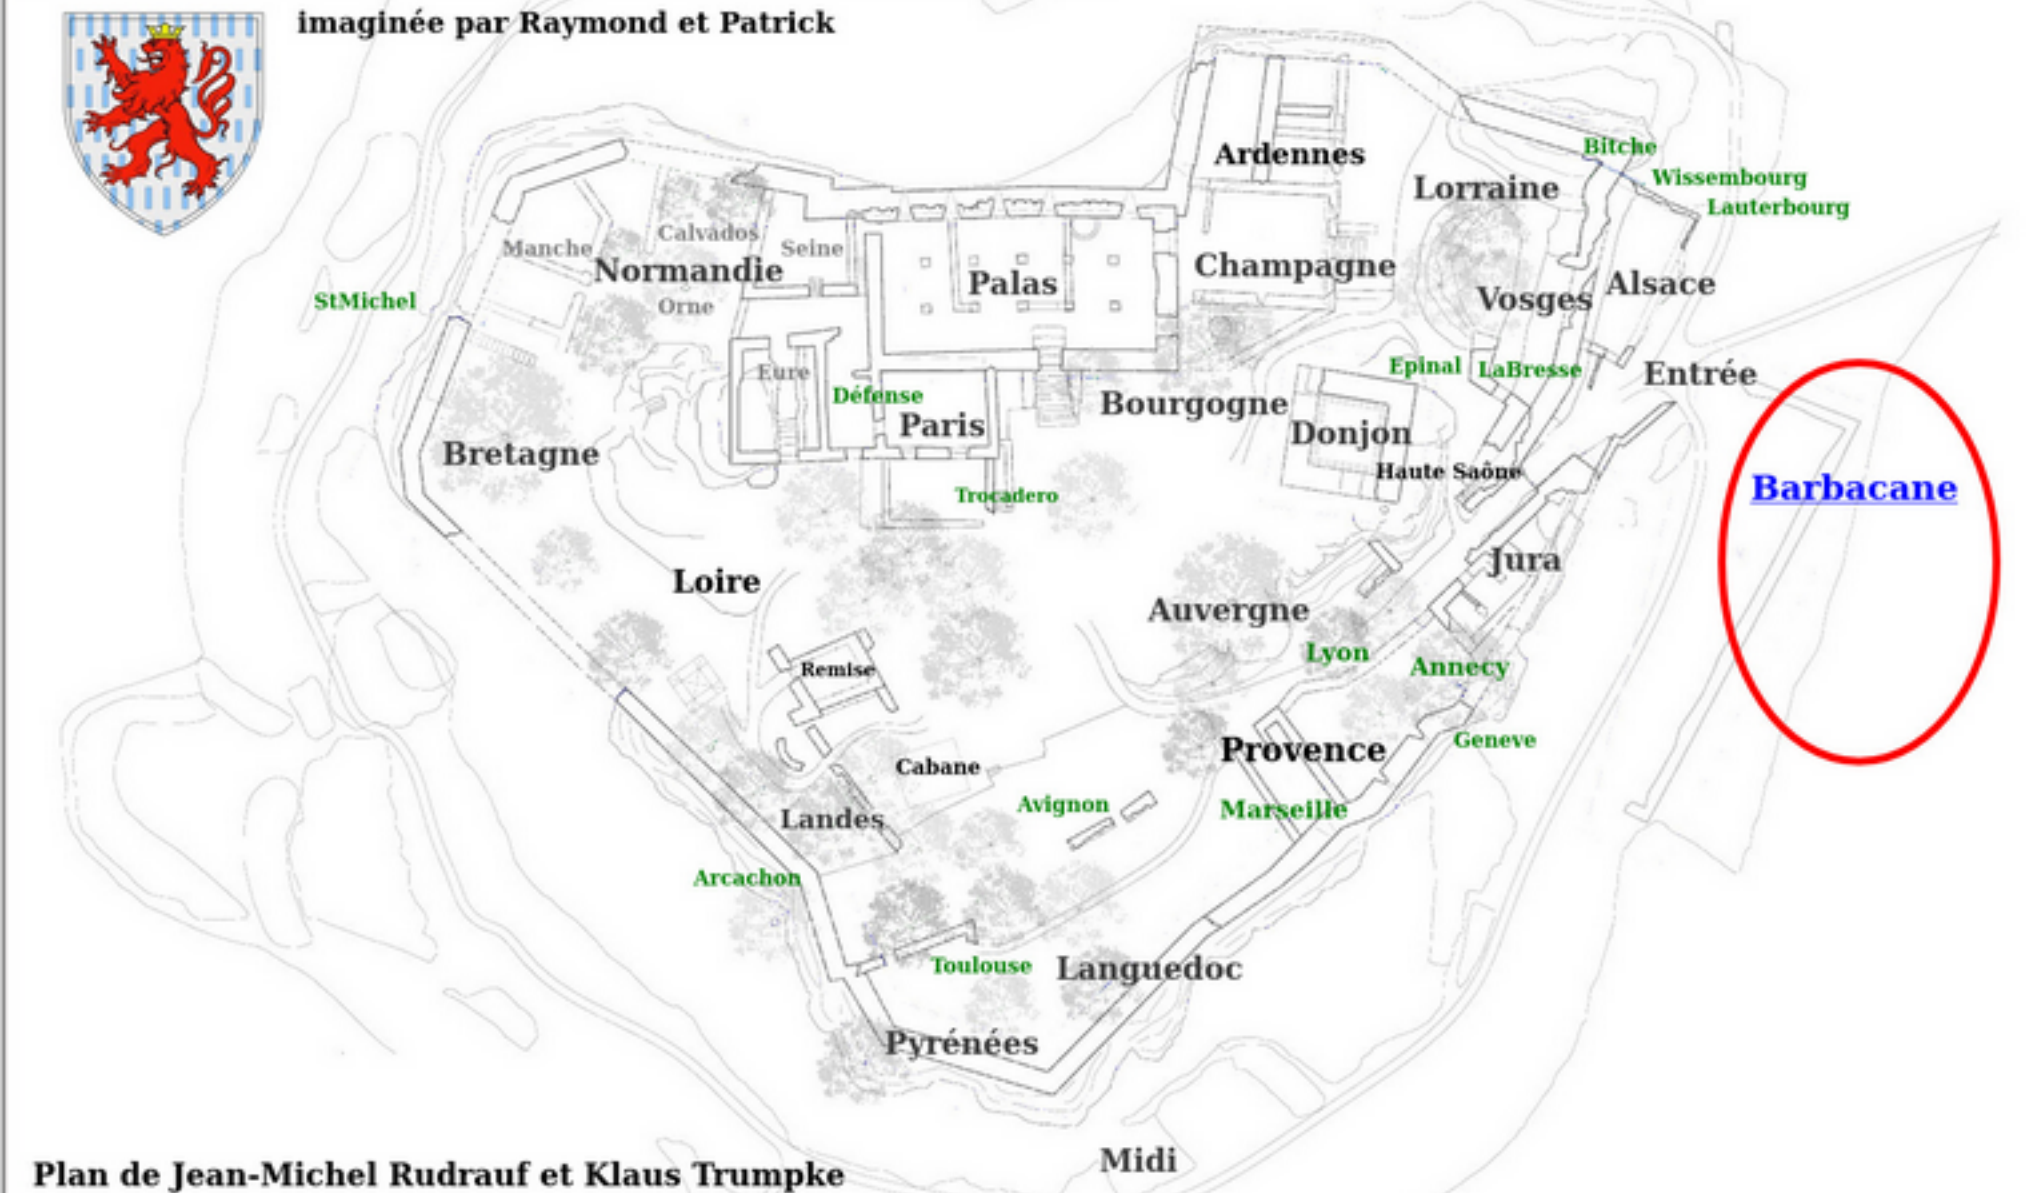 imaginée par Raymond et Patrick
Bitche
Ardennes
Wissembourg
Lorraine
Lauterbourg
Calvados
Manche
Seine
Normandie
Champagne
Palas
Alsace
Vosges
StMichel
Orne
Epinal
LaBresse
Eure
Entrée
Défense
Bourgogne
Paris
Donjon
Bretagne
Haute Saône
Barbacane
Trocadero
Jura
Loire
Auvergne
Lyon
Annecy
Remise
Geneve
Provence
Cabane
Avignon
Marseille
Landes
Arcachon
Toulouse
Languedoc
Pyrénées
Midi
Plan de Jean-Michel Rudrauf et Klaus Trumpke